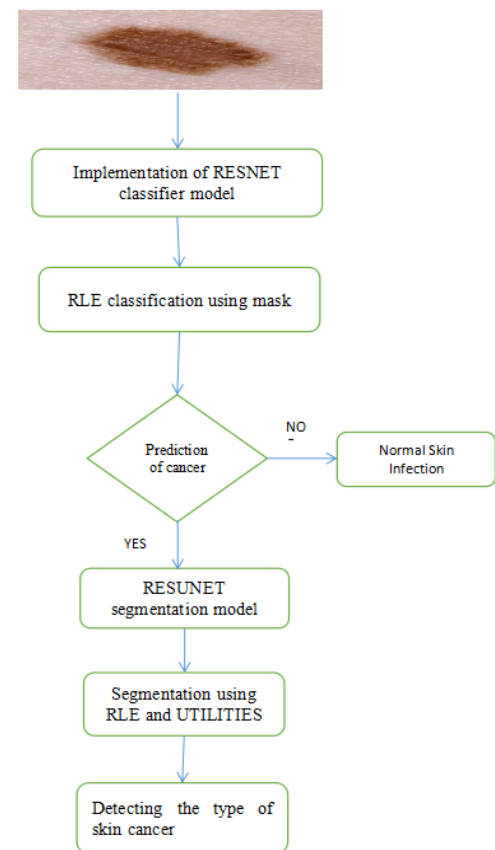 Implementation of RESNET
classifier model
RLE classification using mask
Prediction
of cancer
NO
Normal Skin
Infection
YES
RESUNET
segmentation model
Segmentation using
RLE and UTILITIES
Detecting the type of
skin cancer